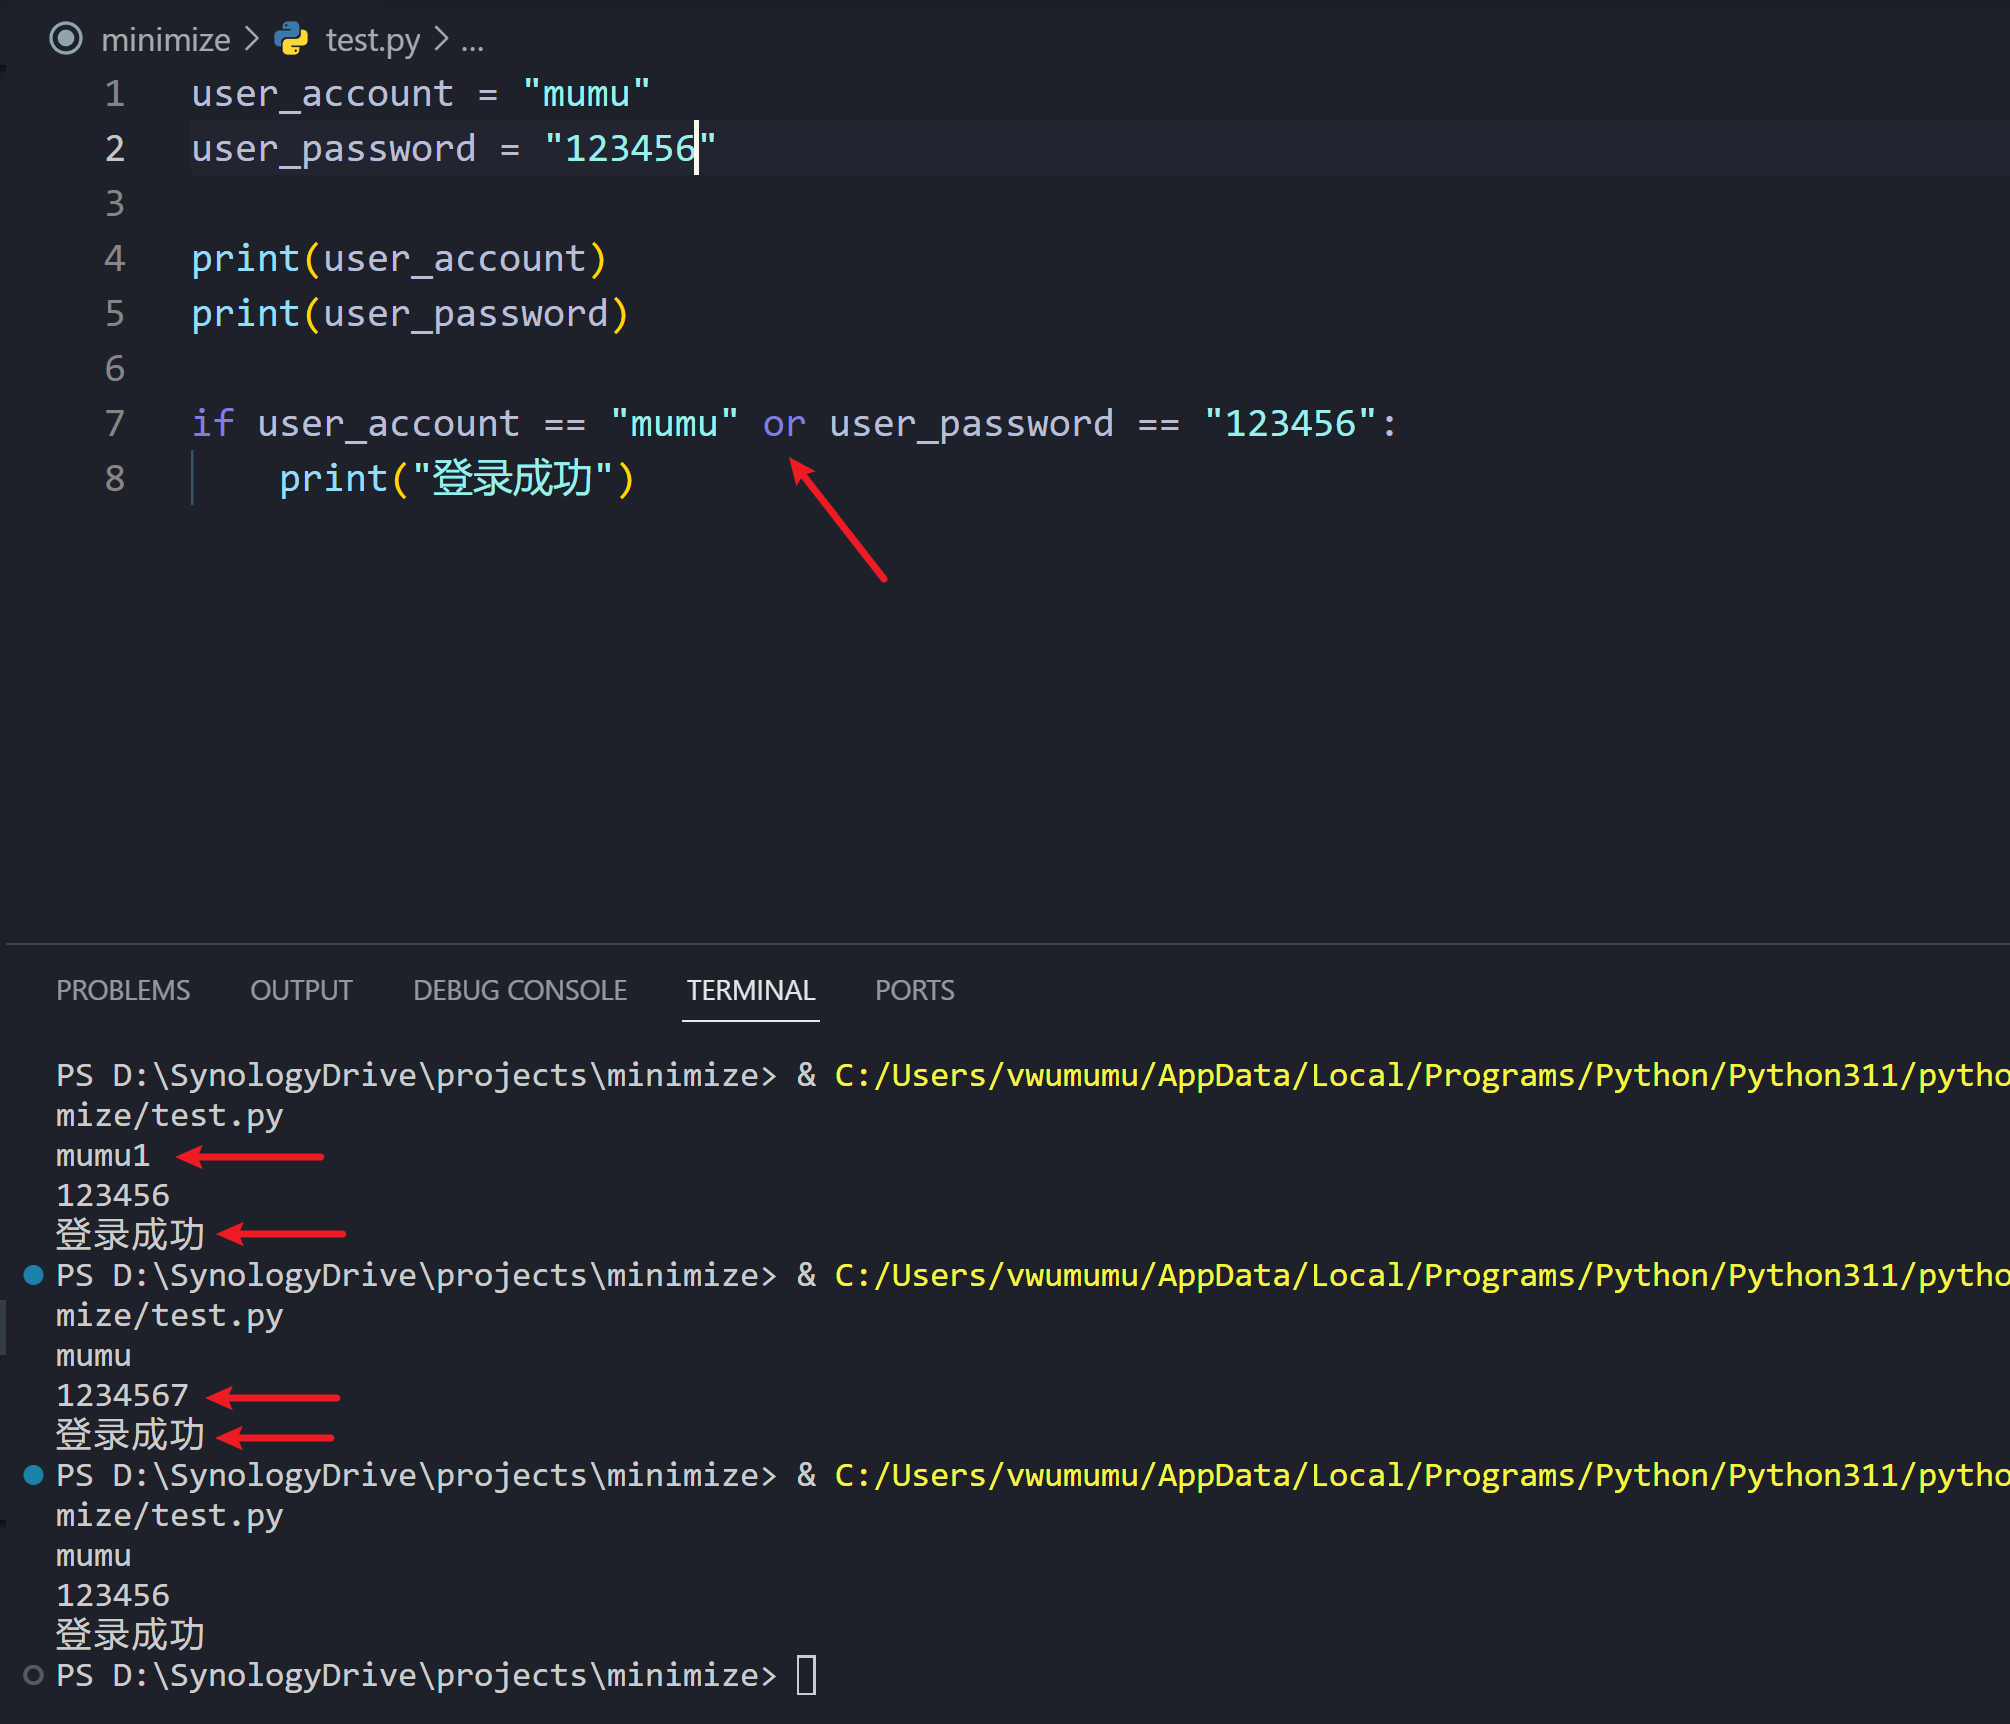 minimize > test.py > ...
1 user_account = "mumu"
2 user_password = "123456"
3
4 print(user_account)
5 print(user_password)
6
7 if user_account == "mumu" or user_password == "123456":
8     print("登录成功")
PROBLEMS OUTPUT DEBUG CONSOLE TERMINAL PORTS
PS D:\SynologyDrive\projects\minimize> & C:/Users/vwumumu/AppData/Local/Programs/Python/Python311/pytho
mize/test.py
mumu1
123456
登录成功
PS D:\SynologyDrive\projects\minimize> & C:/Users/vwumumu/AppData/Local/Programs/Python/Python311/pytho
mize/test.py
mumu
1234567
登录成功
PS D:\SynologyDrive\projects\minimize> & C:/Users/vwumumu/AppData/Local/Programs/Python/Python311/pytho
mize/test.py
mumu
123456
登录成功
PS D:\SynologyDrive\projects\minimize>